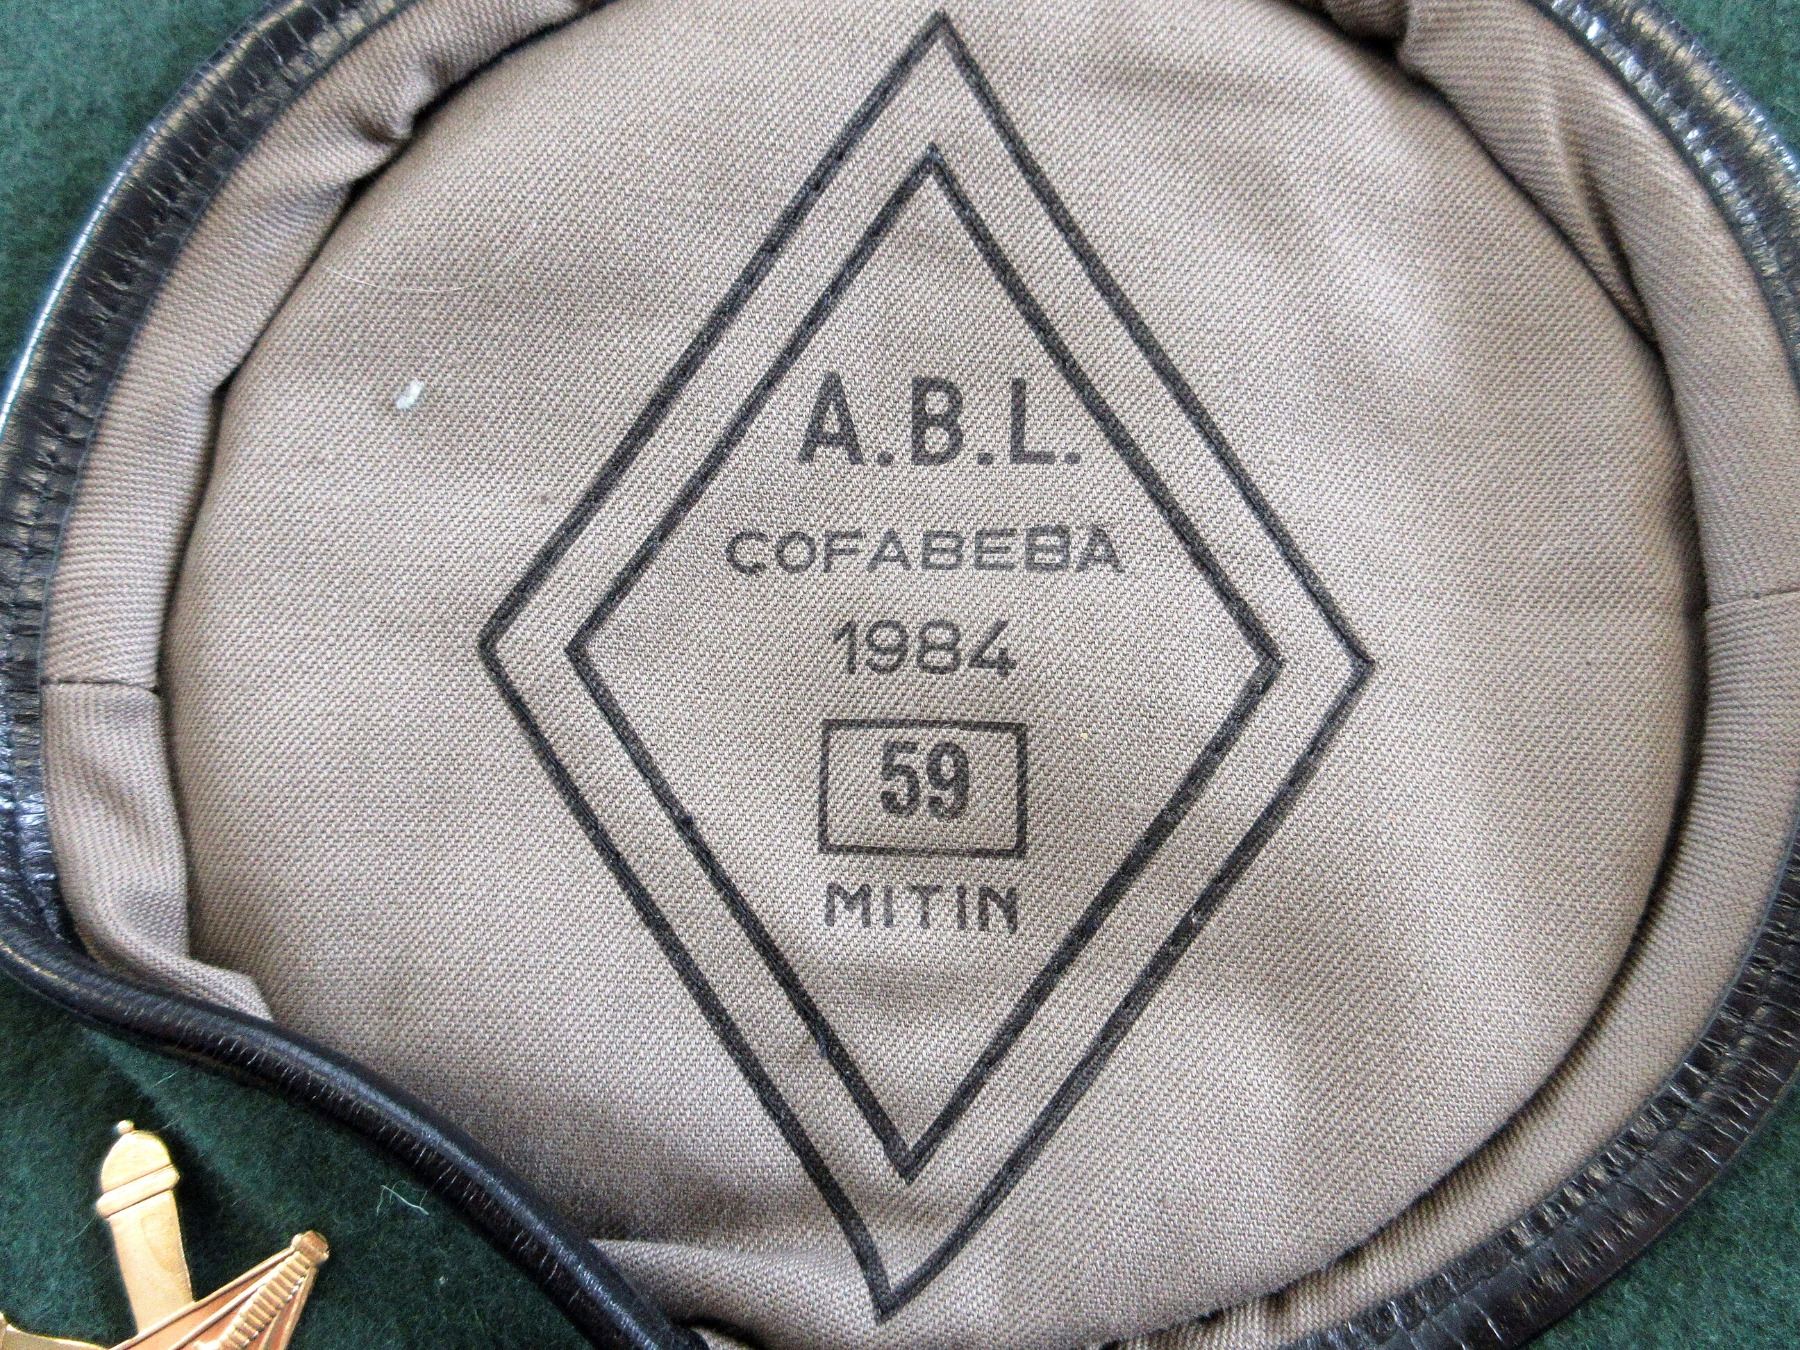 A.B.L.
COFABEBA
1984
59
MITIN